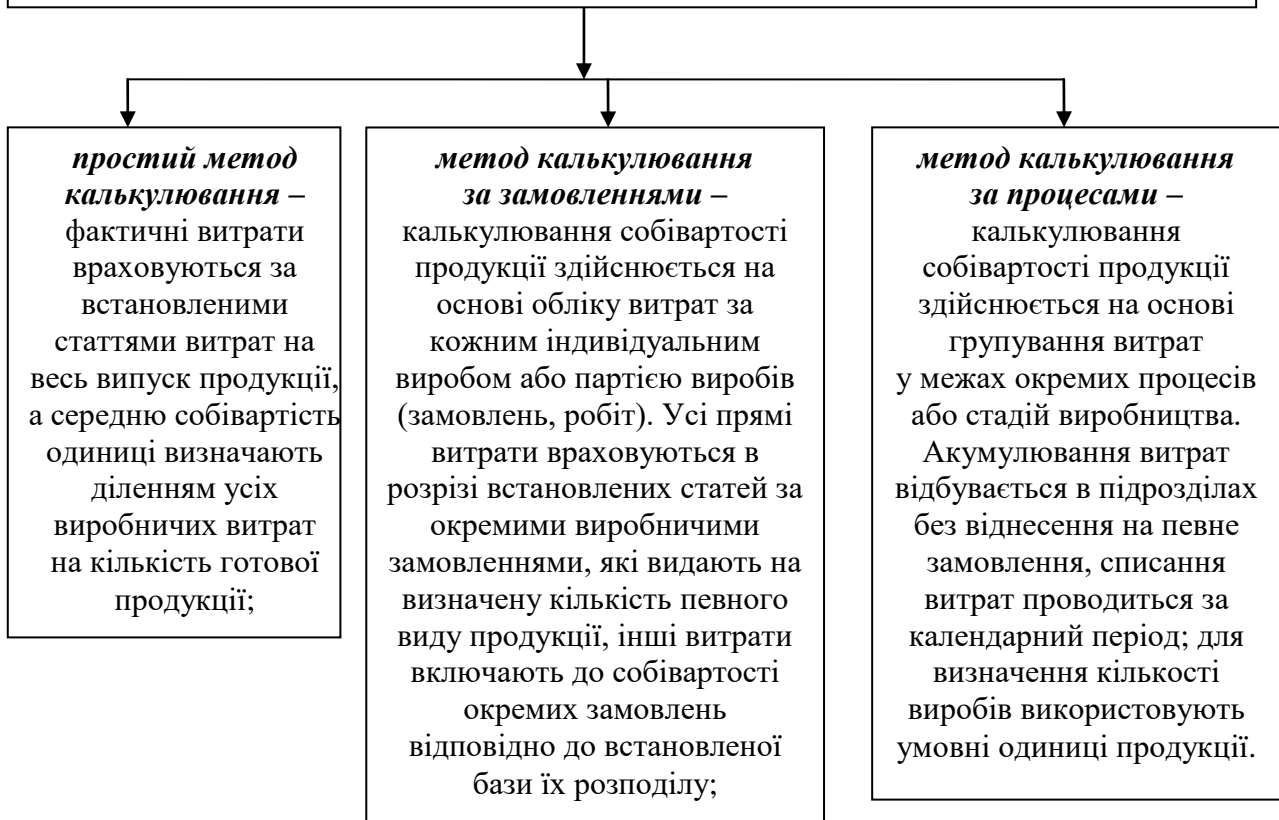 простий метод
калькулювання –
фактичні витрати
враховуються за
встановленими
статтями витрат на
весь випуск продукції,
а середню собівартість
одиниці визначають
діленням усіх
виробничих витрат
на кількість готової
продукції;
метод калькулювання
за замовленнями –
калькулювання собівартості
продукції здійснюється на
основі обліку витрат за
кожним індивідуальним
виробом або партією виробів
(замовлень, робіт). Усі прямі
витрати враховуються в
розрізі встановлених статей за
окремими виробничими
замовленнями, які видають на
визначену кількість певного
виду продукції, інші витрати
включають до собівартості
окремих замовлень
відповідно до встановленої
бази їх розподілу;
метод калькулювання
за процесами –
калькулювання
собівартості продукції
здійснюється на основі
групування витрат
у межах окремих процесів
або стадій виробництва.
Акумулювання витрат
відбувається в підрозділах
без віднесення на певне
замовлення, списання
витрат проводиться за
календарний період; для
визначення кількості
виробів використовують
умовні одиниці продукції.